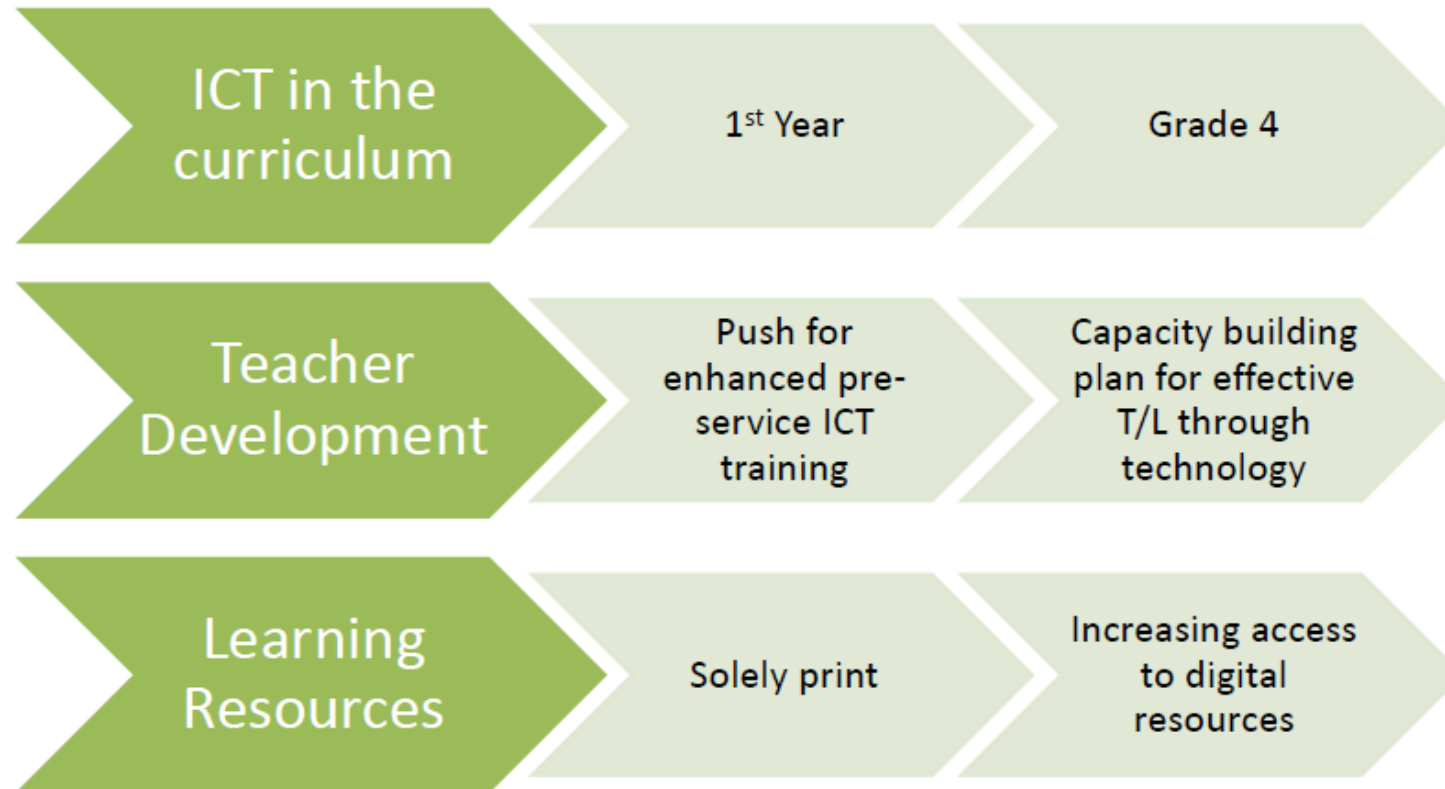 ICT in the
curriculum
1st Year
Grade 4
Teacher
Development
Push for
enhanced pre-
service ICT
training
Capacity building
plan for effective
T/L through
technology
Learning
Resources
Solely print
Increasing access
to digital
resources